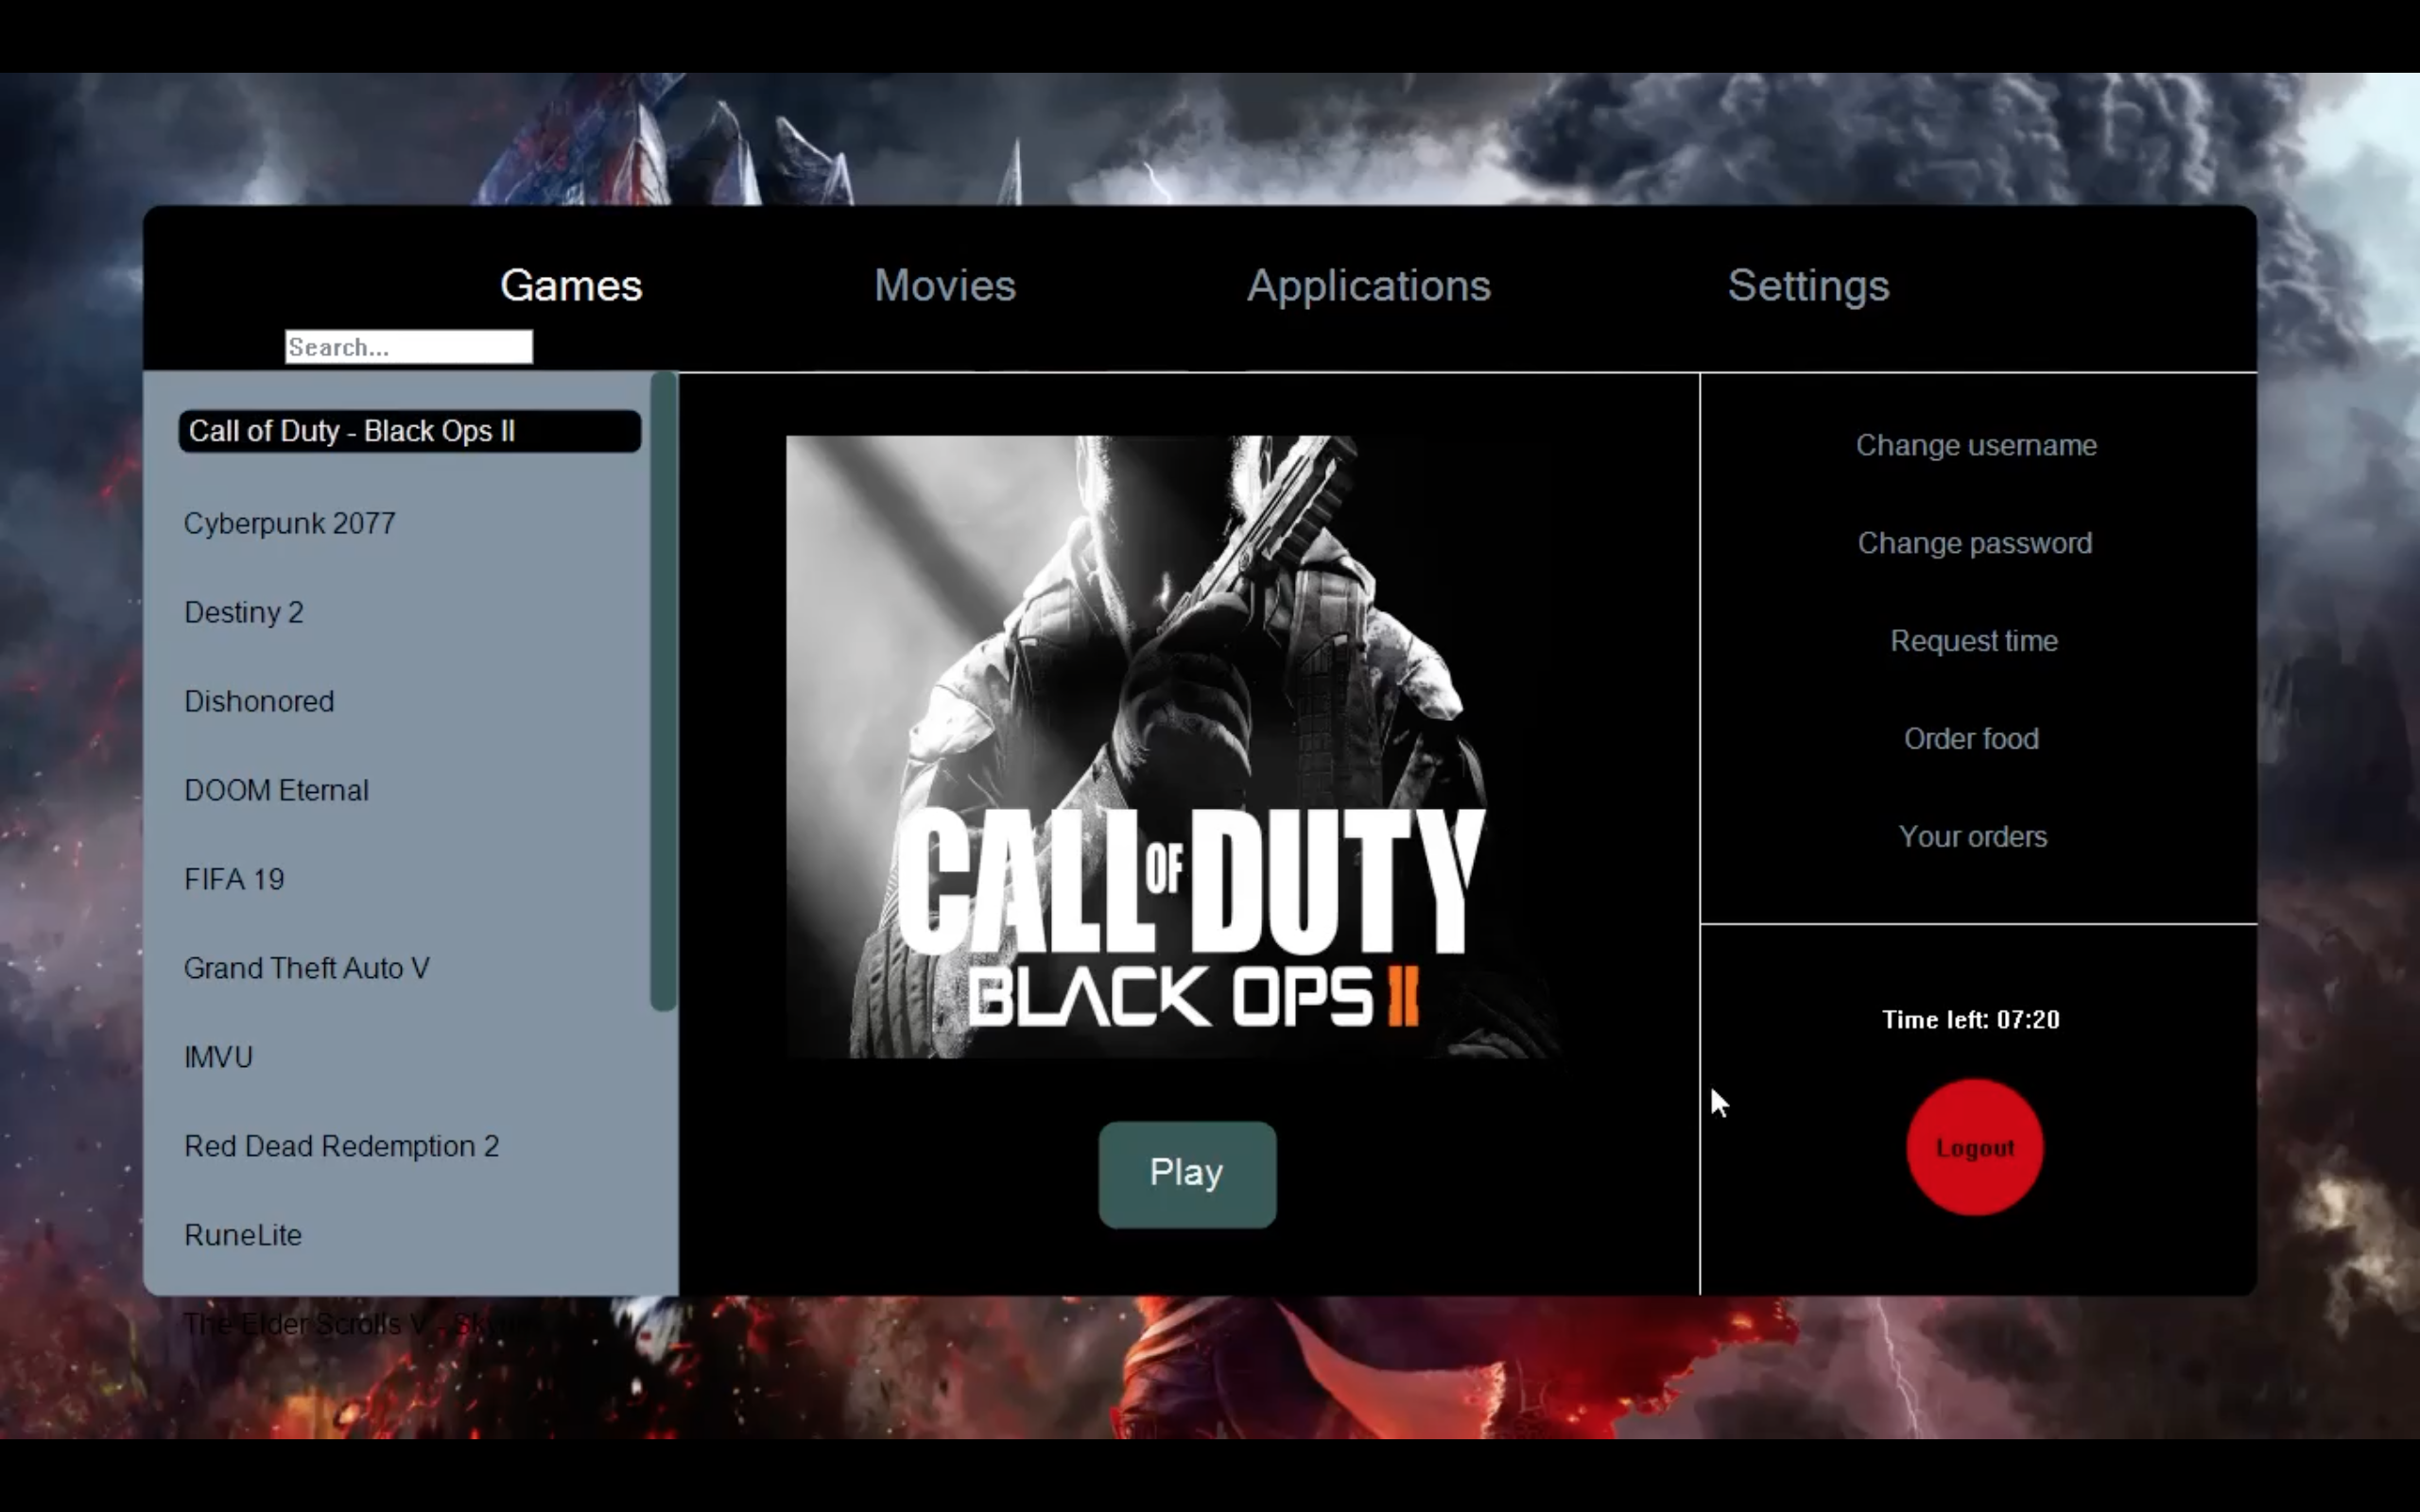 Games Movies Applications Settings
Search...
Call of Duty - Black Ops II
Cyberpunk 2077
Destiny 2
Dishonored
DOOM Eternal
FIFA 19
Grand Theft Auto V
IMVU
Red Dead Redemption 2
RuneLite
The Elder Scrolls V -
CALL OF DUTY
BLACK OPS II
Play
Change username
Change password
Request time
Order food
Your orders
Time left: 07:20
Logout